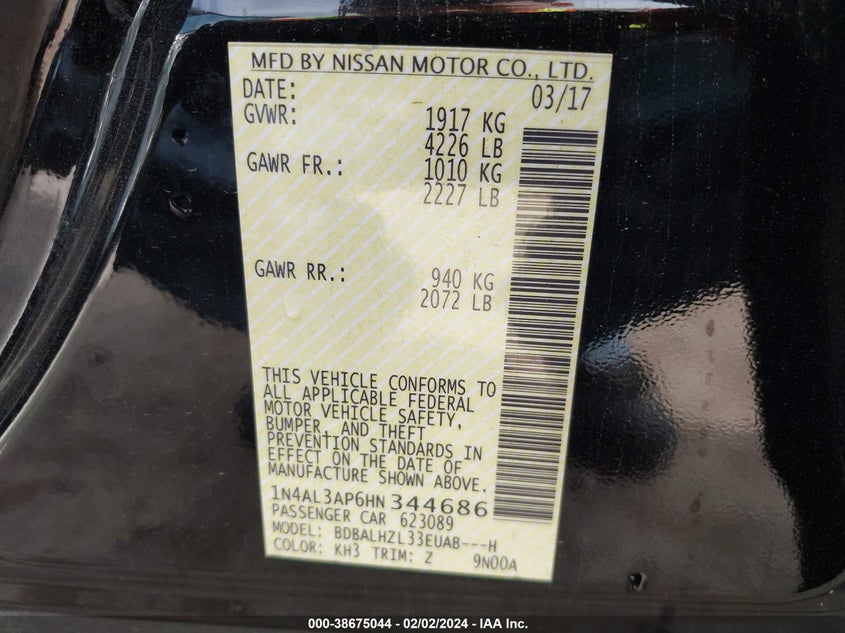 MFD BY NISSAN MOTOR CO., LTD.
DATE: 03/17
GVWR: 1917 KG
4226 LB
GAWR FR.: 1010 KG
2227 LB
GAWR RR.: 940 KG
2072 LB
THIS VEHICLE CONFORMS TO
ALL APPLICABLE FEDERAL
MOTOR VEHICLE SAFETY,
BUMPER, AND THEFT
PREVENTION STANDARDS IN
EFFECT ON THE DATE OF
MANUFACTURE SHOWN ABOVE.
1N4AL3AP6HN344686
PASSENGER CAR 623089
MODEL: BDBALHZL33EUAB---H
COLOR: KH3 TRIM: Z 9N00A
000-38675044 - 02/02/2024 - IAA Inc.